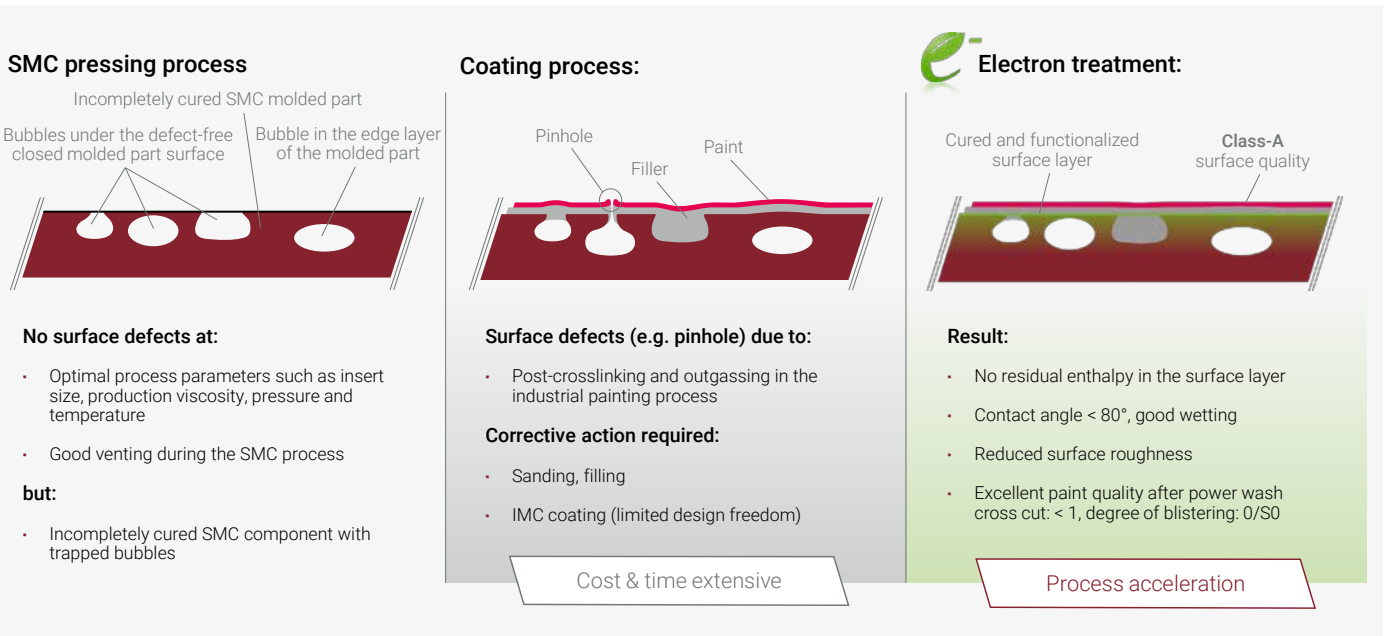 SMC pressing process
Incompletely cured SMC molded part
Bubbles under the defect-free
closed molded part surface
Bubble in the edge layer
of the molded part
No surface defects at:
· Optimal process parameters such as insert
size, production viscosity, pressure and
temperature
· Good venting during the SMC process
but:
· Incompletely cured SMC component with
trapped bubbles
Coating process:
Pinhole
Filler
Paint
Surface defects (e.g. pinhole) due to:
· Post-crosslinking and outgassing in the
industrial painting process
Corrective action required:
· Sanding, filling
· IMC coating (limited design freedom)
Cost & time extensive
e-
Electron treatment:
Cured and functionalized
surface layer
Class-A
surface quality
Result:
· No residual enthalpy in the surface layer
· Contact angle < 80°, good wetting
· Reduced surface roughness
· Excellent paint quality after power wash
cross cut: < 1, degree of blistering: 0/S0
Process acceleration